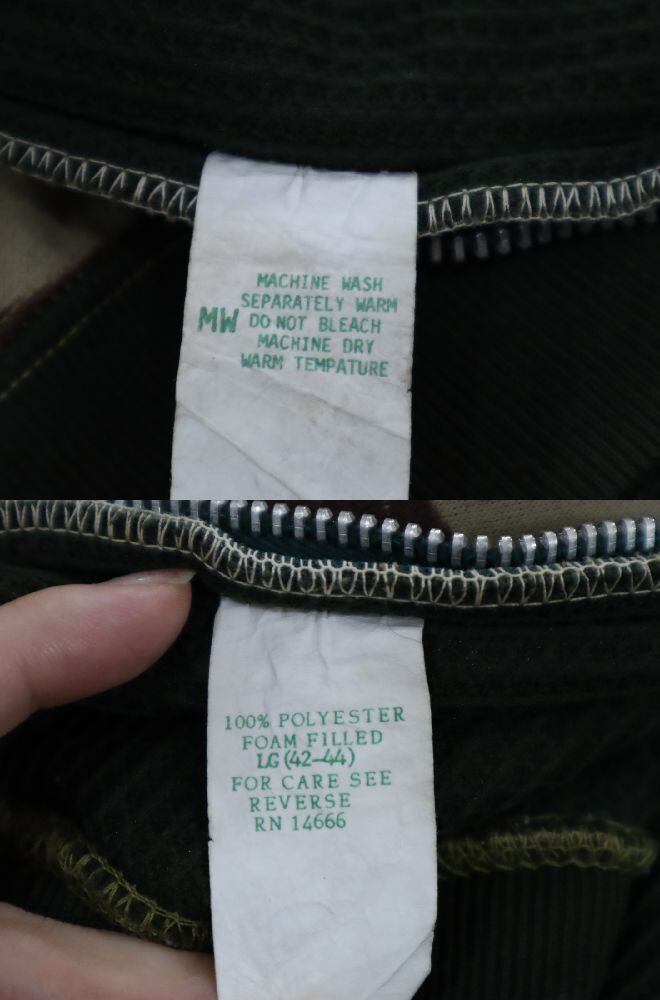 MACHINE WASH
SEPARATELY WARM
MW DO NOT BLEACH
MACHINE DRY
WARM TEMPATURE
100% POLYESTER
FOAM FILLED
LG (42-44)
FOR CARE SEE
REVERSE
RN 14666